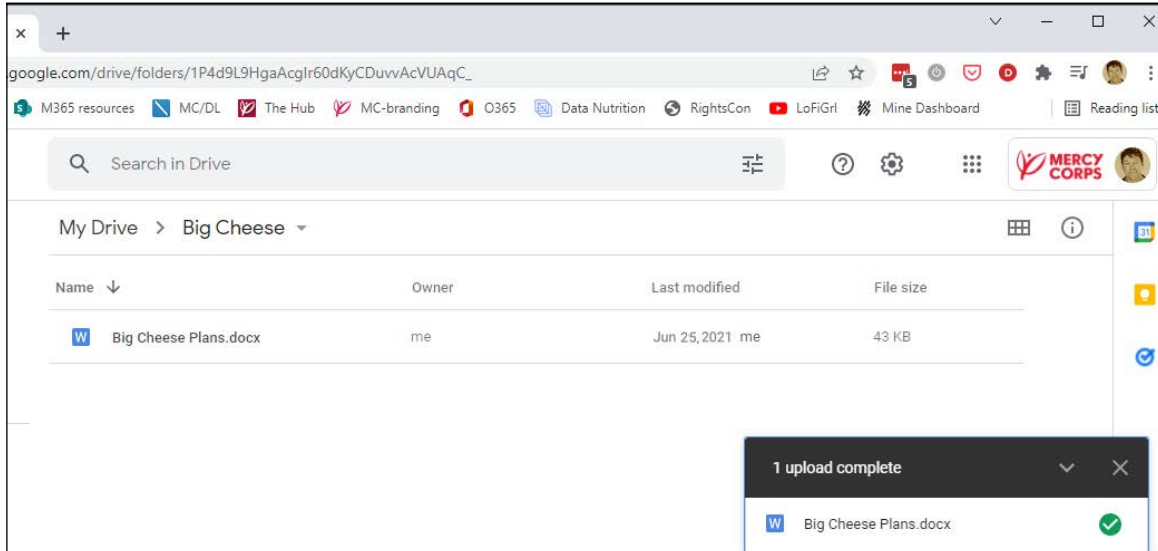 google.com/drive/folders/1P4d9L9HgaAcglr60dKyCDuvvAcVUAqC_
M365 resources MC/DL The Hub MC-branding O365 Data Nutrition RightsCon LoFiGrl Mine Dashboard Reading list
Search in Drive
MERCY
CORPS
My Drive > Big Cheese
31
Name Owner Last modified File size
W Big Cheese Plans.docx me Jun 25, 2021 me 43 KB
1 upload complete
W Big Cheese Plans.docx